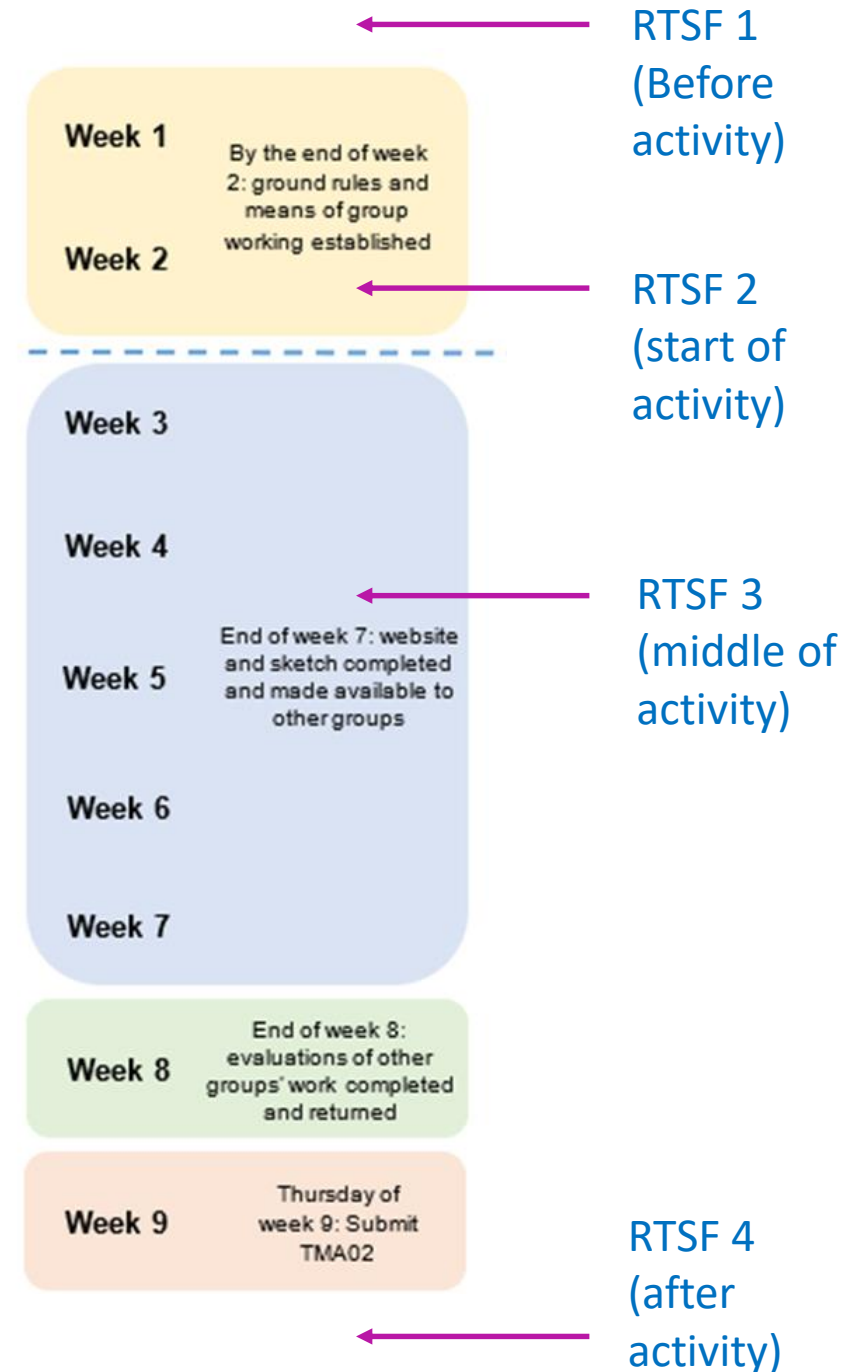 RTSF 1
(Before
activity)
Week 1
By the end of week
2: ground rules and
means of group
working established
Week 2
RTSF 2
(start of
activity)
Week 3
Week 4
RTSF 3
(middle of
activity)
End of week 7: website
and sketch completed
and made available to
other groups
Week 5
Week 6
Week 7
End of week 8:
evaluations of other
groups' work completed
and returned
Week 8
Thursday of
week 9: Submit
TMA02
Week 9
RTSF 4
(after
activity)